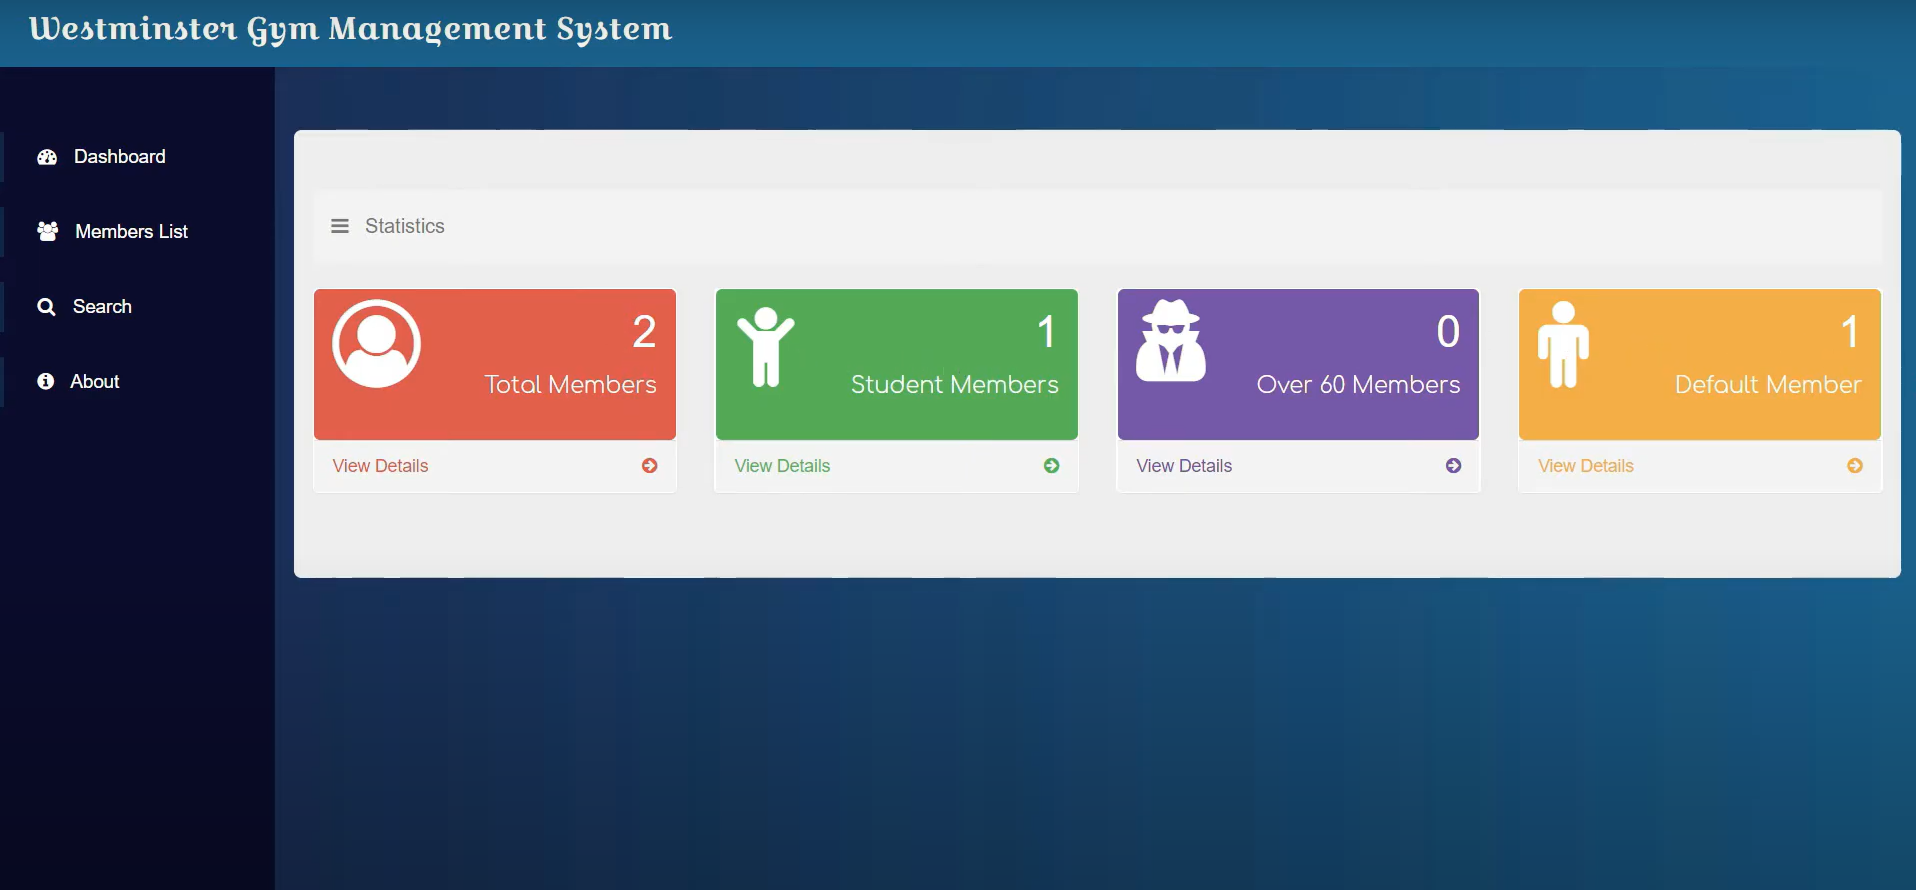 Westminster Gym Management System
Dashboard
Members List
Search
About
Statistics
2
Total Members
View Details
1
Student Members
View Details
0
Over 60 Members
View Details
1
Default Member
View Details